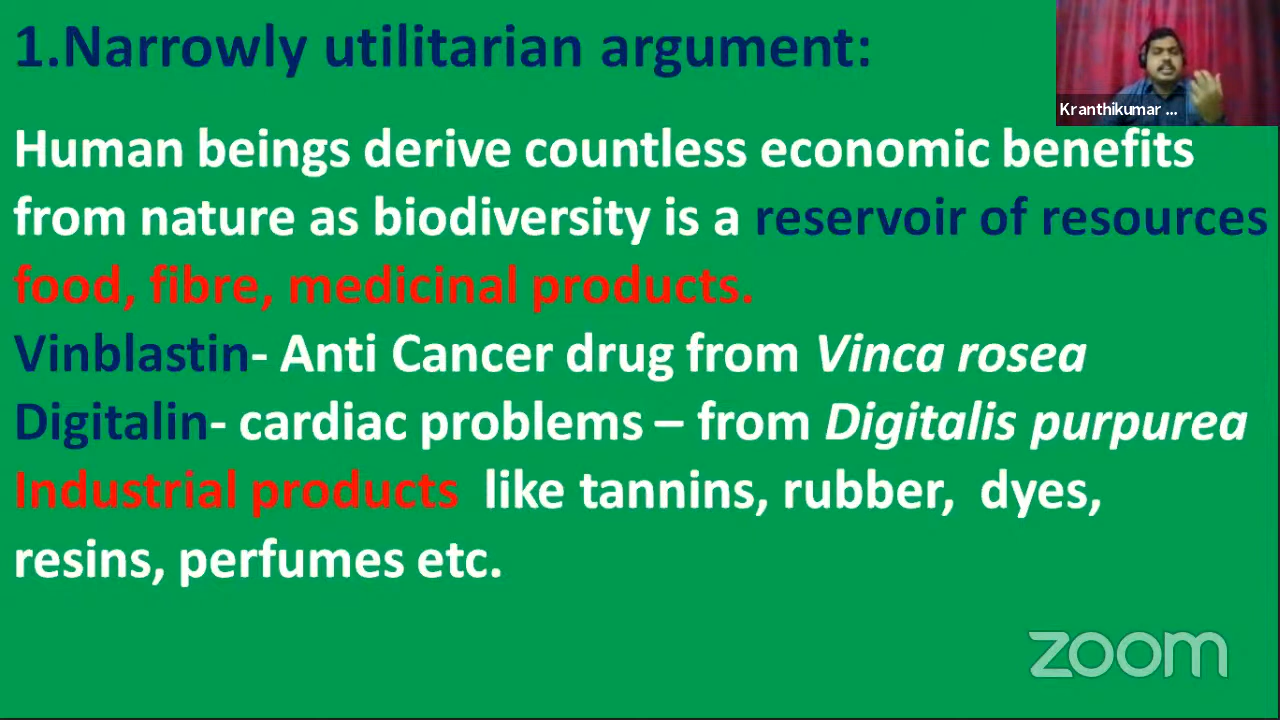 1.Narrowly utilitarian argument:
Kranthikumar ...
Human beings derive countless economic benefits
from nature as biodiversity is a reservoir of resources
food, fibre, medicinal products.
Vinblastin- Anti Cancer drug from Vinca rosea
Digitalin- cardiac problems – from Digitalis purpurea
Industrial products like tannins, rubber, dyes,
resins, perfumes etc.
zoom